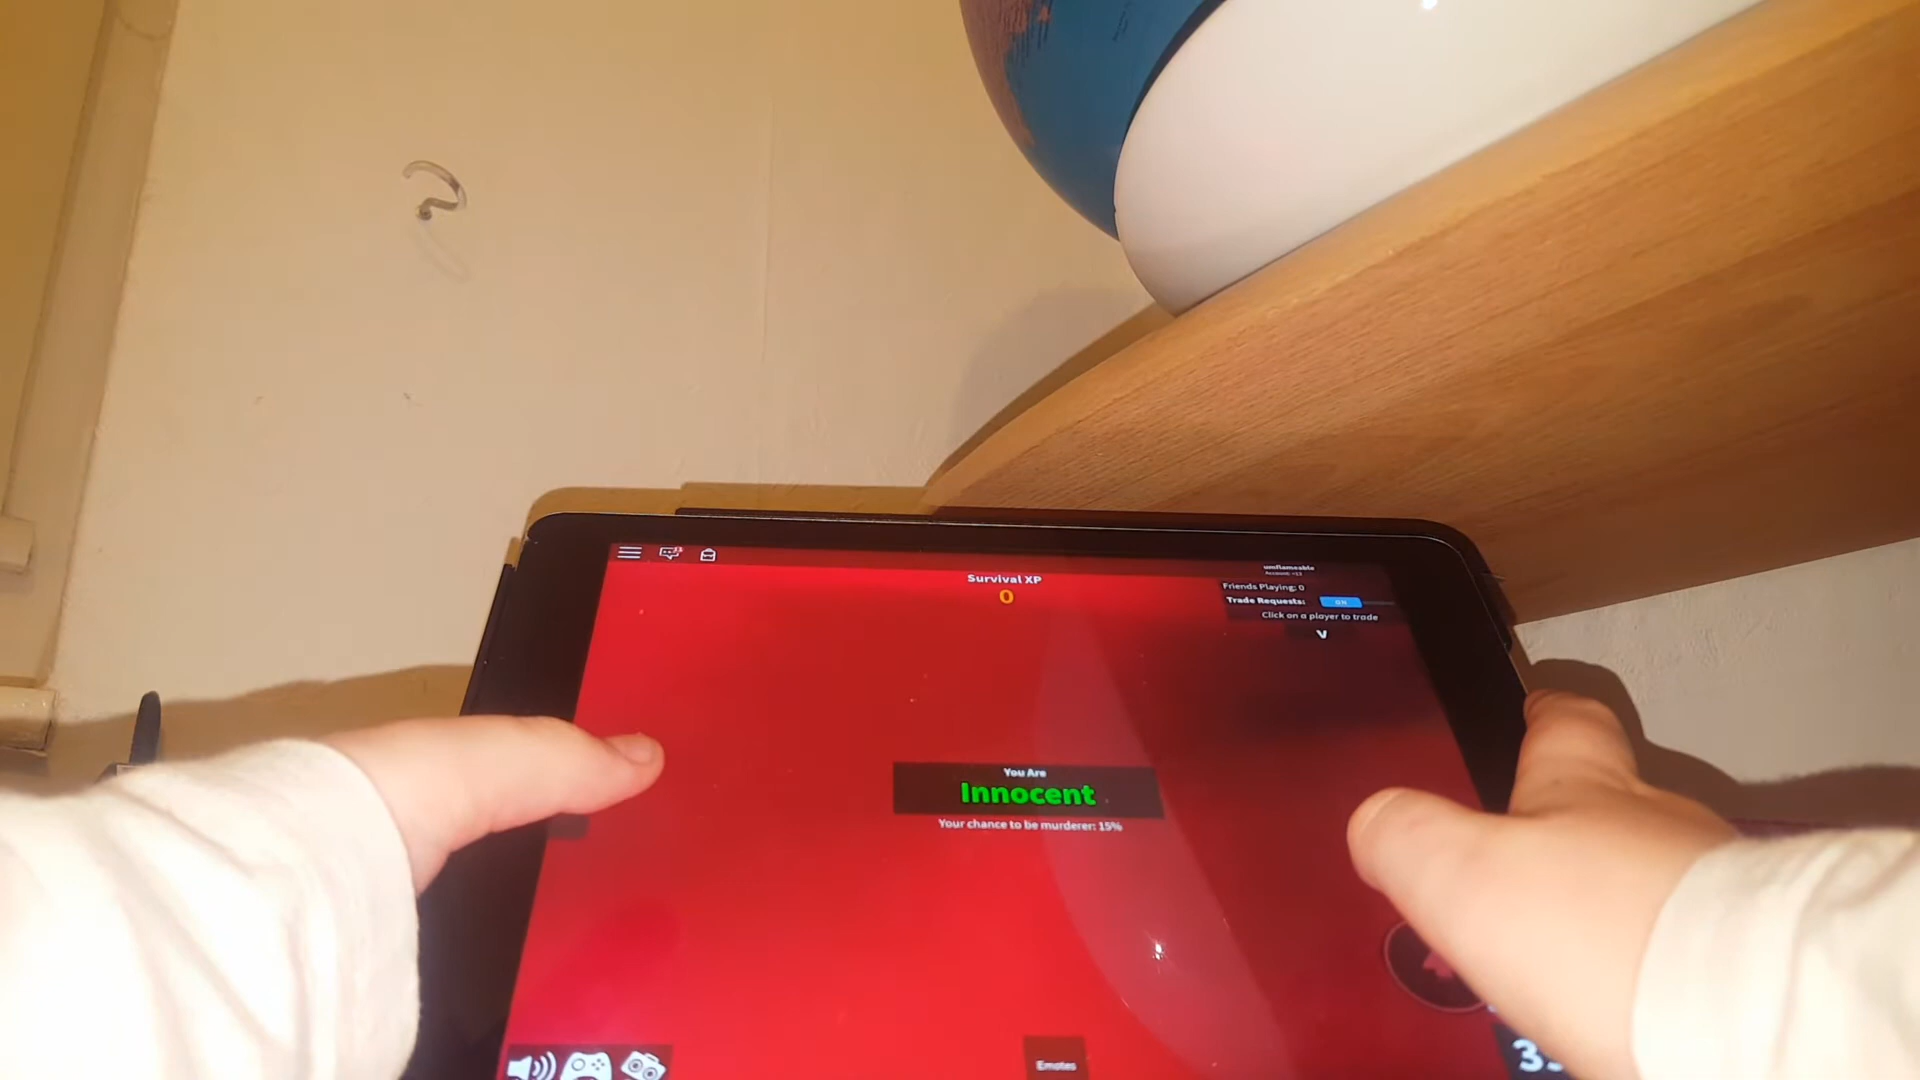 Survival XP
0
Friends Playing: 0
Trade Requests:
ON
Click on a player to trade
V
You Are
Innocent
Your chance to be murderer: 15%
Emotes